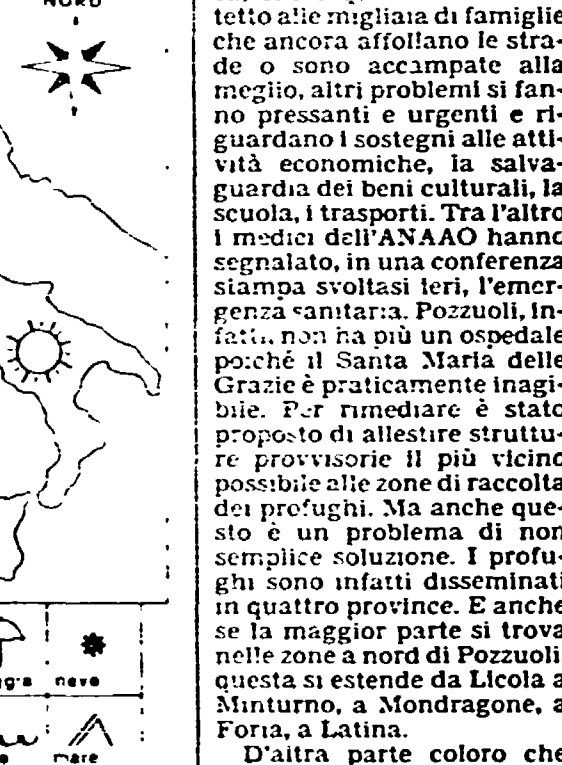 NORD
neve
mare
tetto alle migliaia di famiglie
che ancora affollano le stra-
de o sono accampate alla
meglio, altri problemi si fan-
no pressanti e urgenti e ri-
guardano i sostegni alle atti-
vità economiche, la salva-
guardia dei beni culturali, la
scuola, i trasporti. Tra l'altro
i medici dell'ANAAO hanno
segnalato, in una conferenza
stampa svoltasi ieri, l'emer-
genza sanitaria. Pozzuoli, in-
fatti, non ha più un ospedale
poiché il Santa Maria delle
Grazie è praticamente inagi-
bile. Per rimediare è stato
proposto di allestire struttu-
re provvisorie il più vicino
possibile alle zone di raccolta
dei profughi. Ma anche que-
sto è un problema di non
semplice soluzione. I profu-
ghi sono infatti disseminati
in quattro province. E anche
se la maggior parte si trova
nelle zone a nord di Pozzuoli
questa si estende da Licola a
Minturno, a Mondragone, a
Foria, a Latina.
D'altra parte coloro che